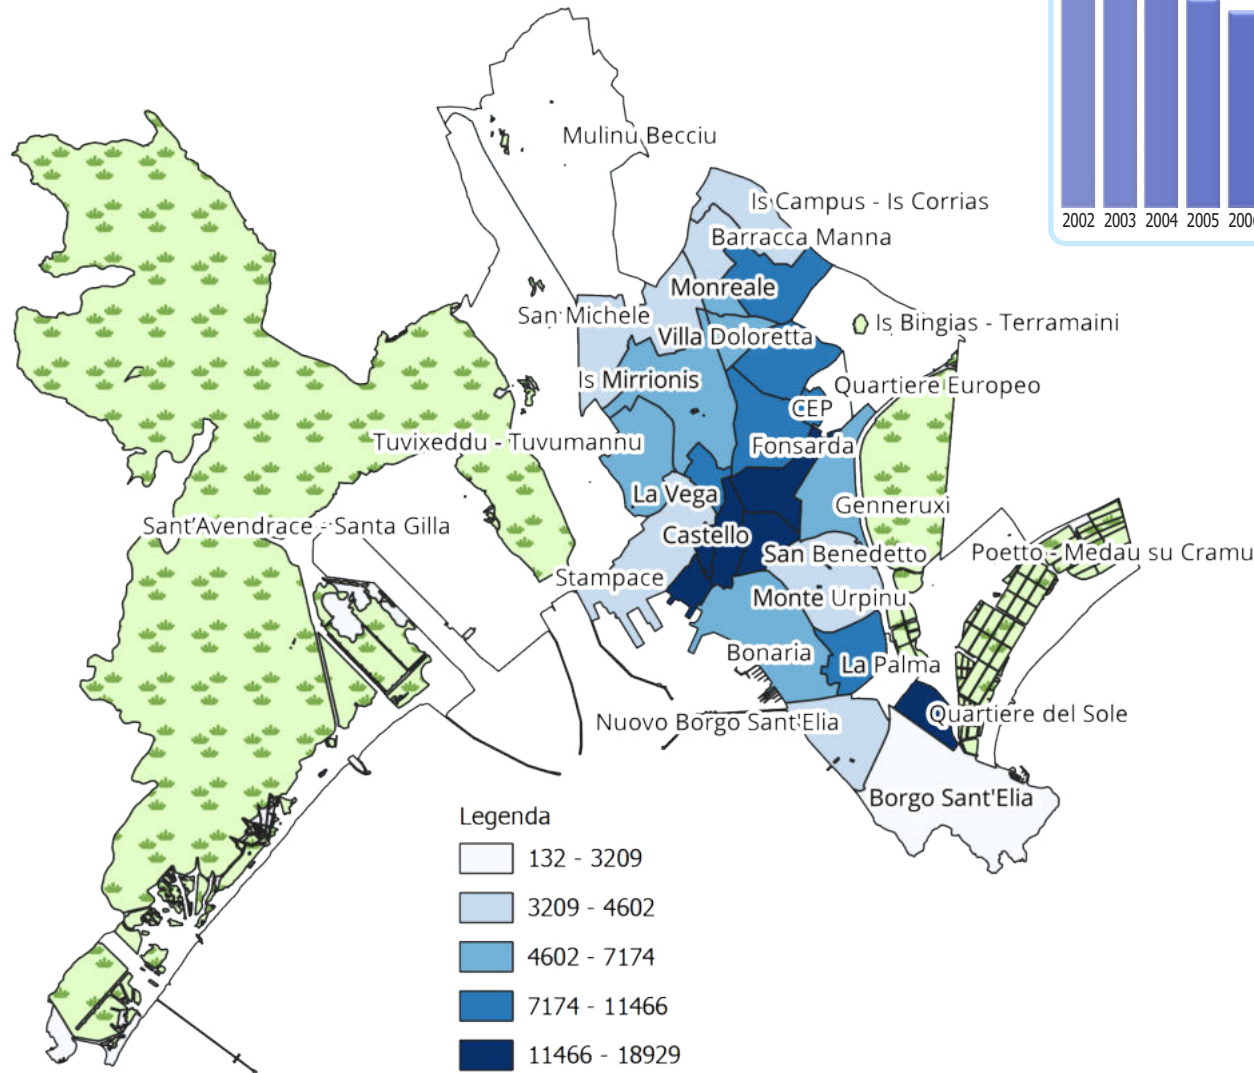 2002 2003 2004 2005
Mulinu Becciu
Is Campus - Is Corrias
Barracca Manna
Monreale
San Michele
Is Bingias - Terramaini
Villa Doloretta
Is Mirrionis
Quartiere Europeo
CEP
Tuvixeddu - Tuvumannu
Fonsarda
La Vega
Genneruxi
Sant'Avendrace - Santa Gilla
Castello
San Benedetto
Poetto - Medau su Cramu
Stampace
Monte Urpinu
Bonaria
La Palma
Nuovo Borgo Sant'Elia
Quartiere del Sole
Borgo Sant'Elia
Legenda
132 - 3209
3209 - 4602
4602 - 7174
7174 - 11466
11466 - 18929